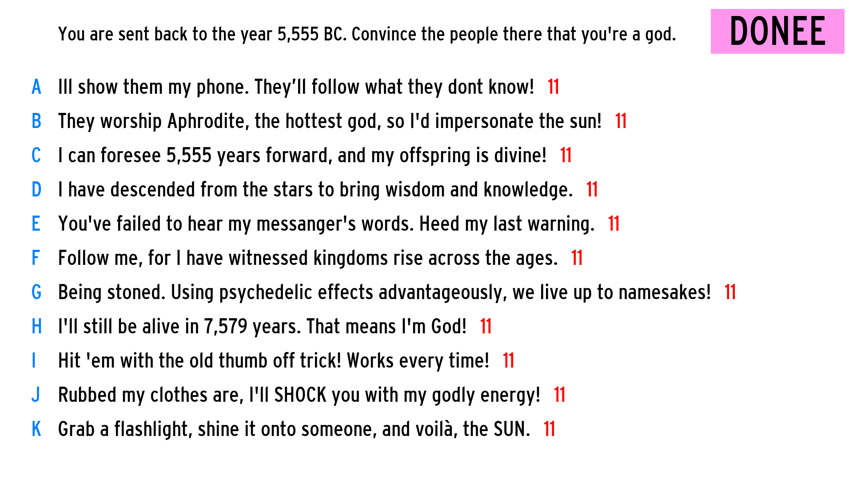 You are sent back to the year 5,555 BC. Convince the people there that you're a god.
DONEE
A Ill show them my phone. They’ll follow what they dont know! 11
B They worship Aphrodite, the hottest god, so I'd impersonate the sun! 11
C I can foresee 5,555 years forward, and my offspring is divine! 11
D I have descended from the stars to bring wisdom and knowledge. 11
E You've failed to hear my messanger's words. Heed my last warning. 11
F Follow me, for I have witnessed kingdoms rise across the ages. 11
G Being stoned. Using psychedelic effects advantageously, we live up to namesakes! 11
H I'll still be alive in 7,579 years. That means I'm God! 11
I Hit 'em with the old thumb off trick! Works every time! 11
J Rubbed my clothes are, I'll SHOCK you with my godly energy! 11
K Grab a flashlight, shine it onto someone, and voilà, the SUN. 11